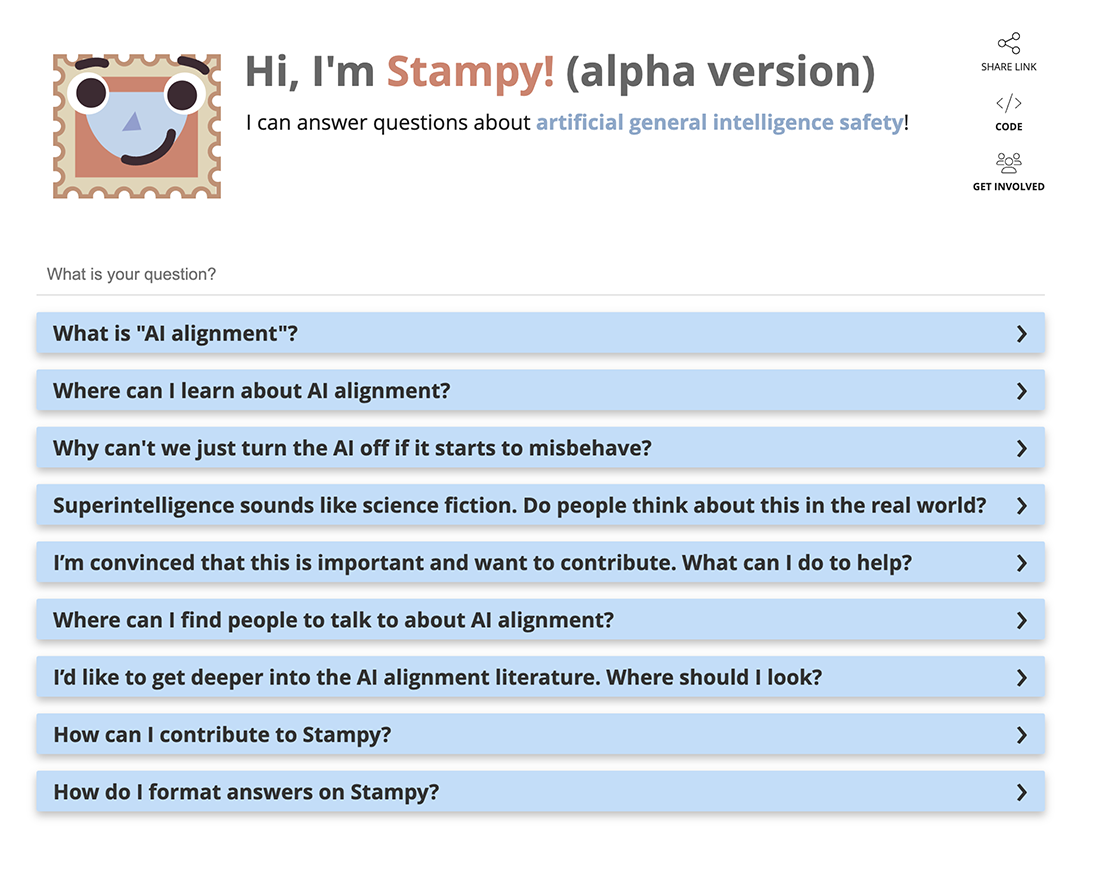 Hi, I'm Stampy! (alpha version)
I can answer questions about artificial general intelligence safety!
SHARE LINK
</>
CODE
GET INVOLVED
What is your question?
What is "AI alignment"?
Where can I learn about AI alignment?
Why can't we just turn the AI off if it starts to misbehave?
Superintelligence sounds like science fiction. Do people think about this in the real world?
I’m convinced that this is important and want to contribute. What can I do to help?
Where can I find people to talk to about AI alignment?
I’d like to get deeper into the AI alignment literature. Where should I look?
How can I contribute to Stampy?
How do I format answers on Stampy?